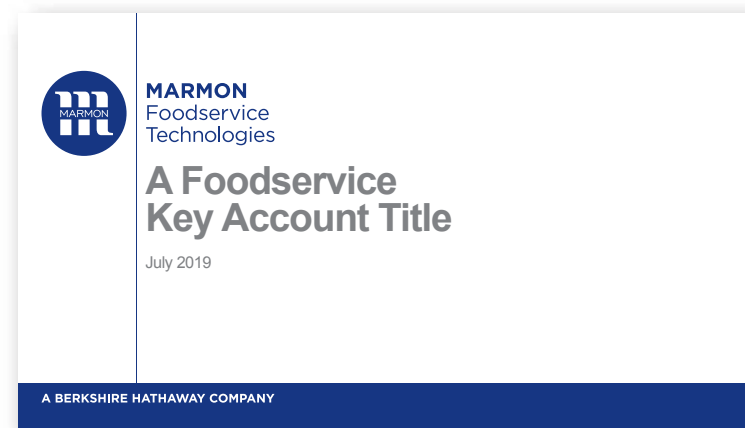 MARMON
MARMON
Foodservice
Technologies
A Foodservice
Key Account Title
July 2019
A BERKSHIRE HATHAWAY COMPANY